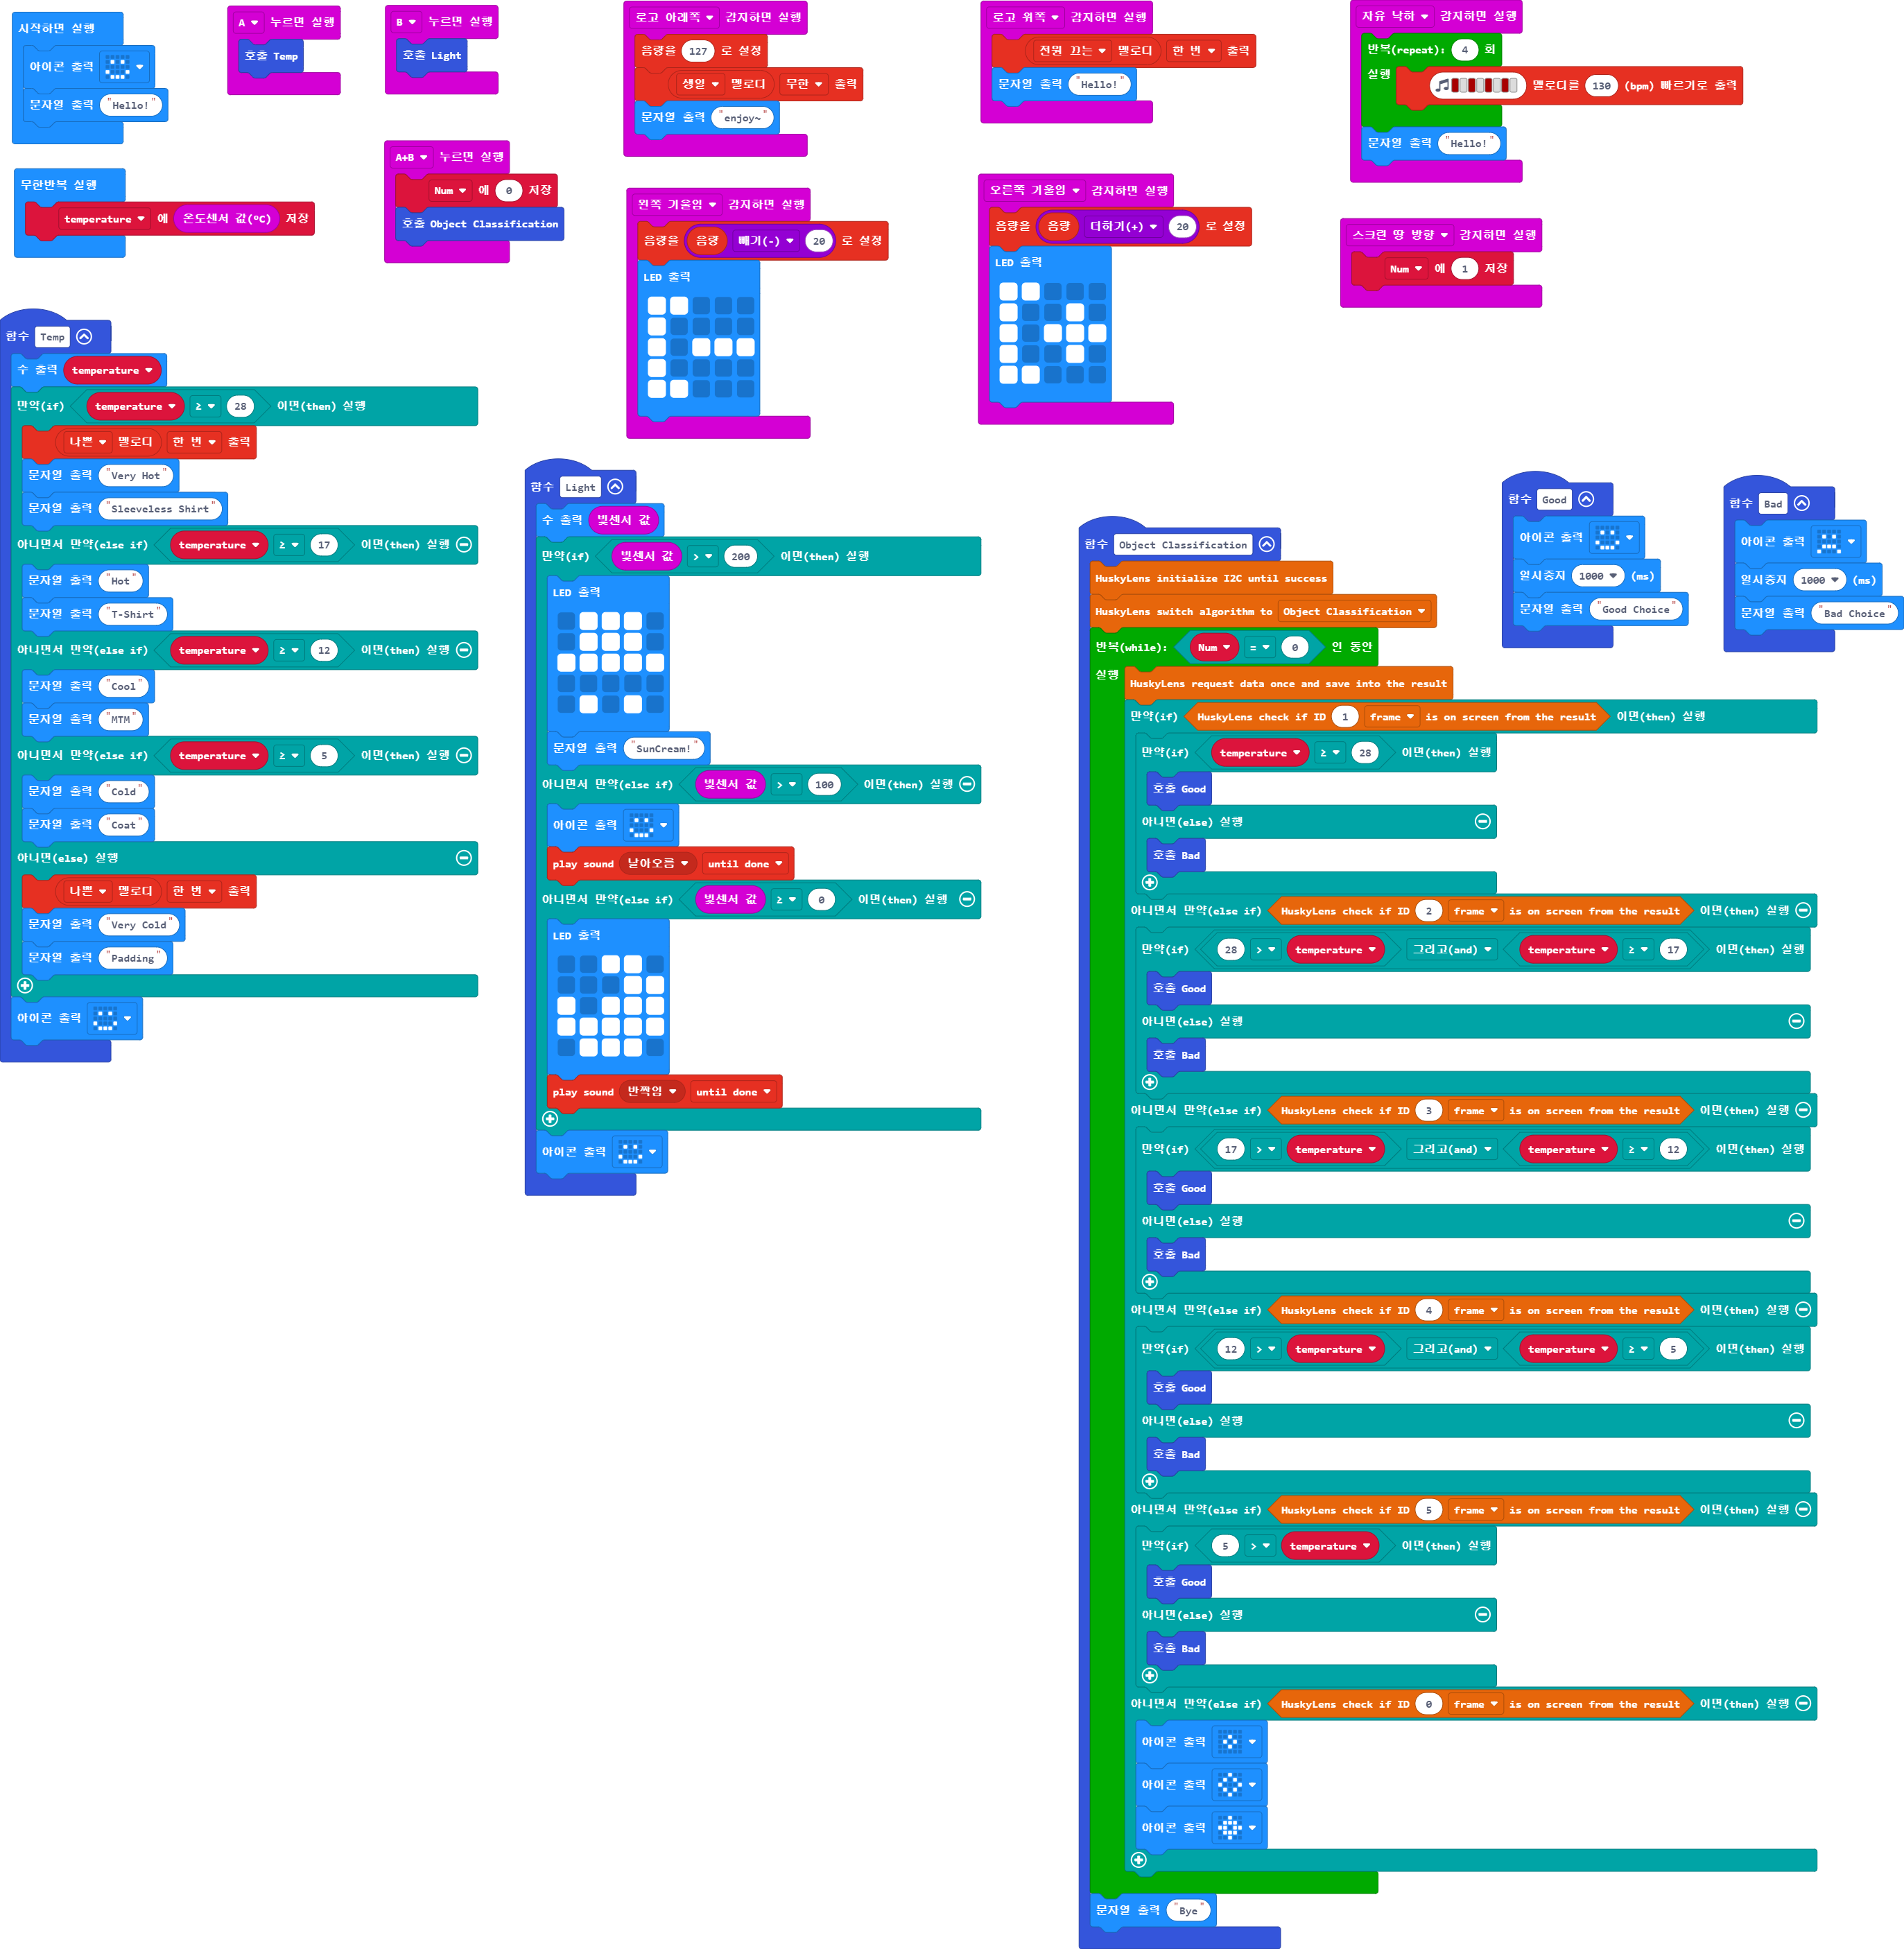 시작하면 실행
아이콘 출력
문자열 출력 "Hello!"
무한반복 실행
temperature 에 온도센서 값(ºC) 저장
A 누르면 실행
호출 Temp
B 누르면 실행
호출 Light
A+B 누르면 실행
Num 에 0 저장
호출 Object Classification
로고 아래쪽 감지하면 실행
음량을 127 로 설정
생일 멜로디 무한 출력
문자열 출력 "enjoy~"
왼쪽 기울임 감지하면 실행
음량을 음량 빼기(-) 20 로 설정
LED 출력
로고 위쪽 감지하면 실행
전원 끄는 멜로디 한 번 출력
문자열 출력 "Hello!"
오른쪽 기울임 감지하면 실행
음량을 음량 더하기(+) 20 로 설정
LED 출력
자유 낙하 감지하면 실행
반복(repeat): 4 회
실행 멜로디를 130 (bpm) 빠르기로 출력
문자열 출력 "Hello!"
스크린 땅 방향 감지하면 실행
Num 에 1 저장
함수 Temp
수 출력 temperature
만약(if) temperature ≥ 28 이면(then) 실행
나쁜 멜로디 한 번 출력
문자열 출력 "Very Hot"
문자열 출력 "Sleeveless Shirt"
아니면서 만약(else if) temperature ≥ 17 이면(then) 실행
문자열 출력 "Hot"
문자열 출력 "T-Shirt"
아니면서 만약(else if) temperature ≥ 12 이면(then) 실행
문자열 출력 "Cool"
문자열 출력 "MTM"
아니면서 만약(else if) temperature ≥ 5 이면(then) 실행
문자열 출력 "Cold"
문자열 출력 "Coat"
아니면(else) 실행
나쁜 멜로디 한 번 출력
문자열 출력 "Very Cold"
문자열 출력 "Padding"
아이콘 출력
함수 Light
수 출력 빛센서 값
만약(if) 빛센서 값 > 200 이면(then) 실행
LED 출력
문자열 출력 "SunCream!"
아니면서 만약(else if) 빛센서 값 > 100 이면(then) 실행
아이콘 출력
play sound 날아오름 until done
아니면서 만약(else if) 빛센서 값 ≥ 0 이면(then) 실행
LED 출력
play sound 반짝임 until done
아이콘 출력
함수 Object Classification
HuskyLens initialize I2C until success
HuskyLens switch algorithm to Object Classification
반복(while): Num = 0 인 동안
실행 HuskyLens request data once and save into the result
만약(if) HuskyLens check if ID 1 frame is on screen from the result 이면(then) 실행
만약(if) temperature ≥ 28 이면(then) 실행
호출 Good
아니면(else) 실행
호출 Bad
아니면서 만약(else if) HuskyLens check if ID 2 frame is on screen from the result 이면(then) 실행
만약(if) 28 > temperature 그리고(and) temperature ≥ 17 이면(then) 실행
호출 Good
아니면(else) 실행
호출 Bad
아니면서 만약(else if) HuskyLens check if ID 3 frame is on screen from the result 이면(then) 실행
만약(if) 17 > temperature 그리고(and) temperature ≥ 12 이면(then) 실행
호출 Good
아니면(else) 실행
호출 Bad
아니면서 만약(else if) HuskyLens check if ID 4 frame is on screen from the result 이면(then) 실행
만약(if) 12 > temperature 그리고(and) temperature ≥ 5 이면(then) 실행
호출 Good
아니면(else) 실행
호출 Bad
아니면서 만약(else if) HuskyLens check if ID 5 frame is on screen from the result 이면(then) 실행
만약(if) 5 > temperature 이면(then) 실행
호출 Good
아니면(else) 실행
호출 Bad
아니면서 만약(else if) HuskyLens check if ID 0 frame is on screen from the result 이면(then) 실행
아이콘 출력
아이콘 출력
아이콘 출력
문자열 출력 "Bye"
함수 Good
아이콘 출력
일시중지 1000 (ms)
문자열 출력 "Good Choice"
함수 Bad
아이콘 출력
일시중지 1000 (ms)
문자열 출력 "Bad Choice"